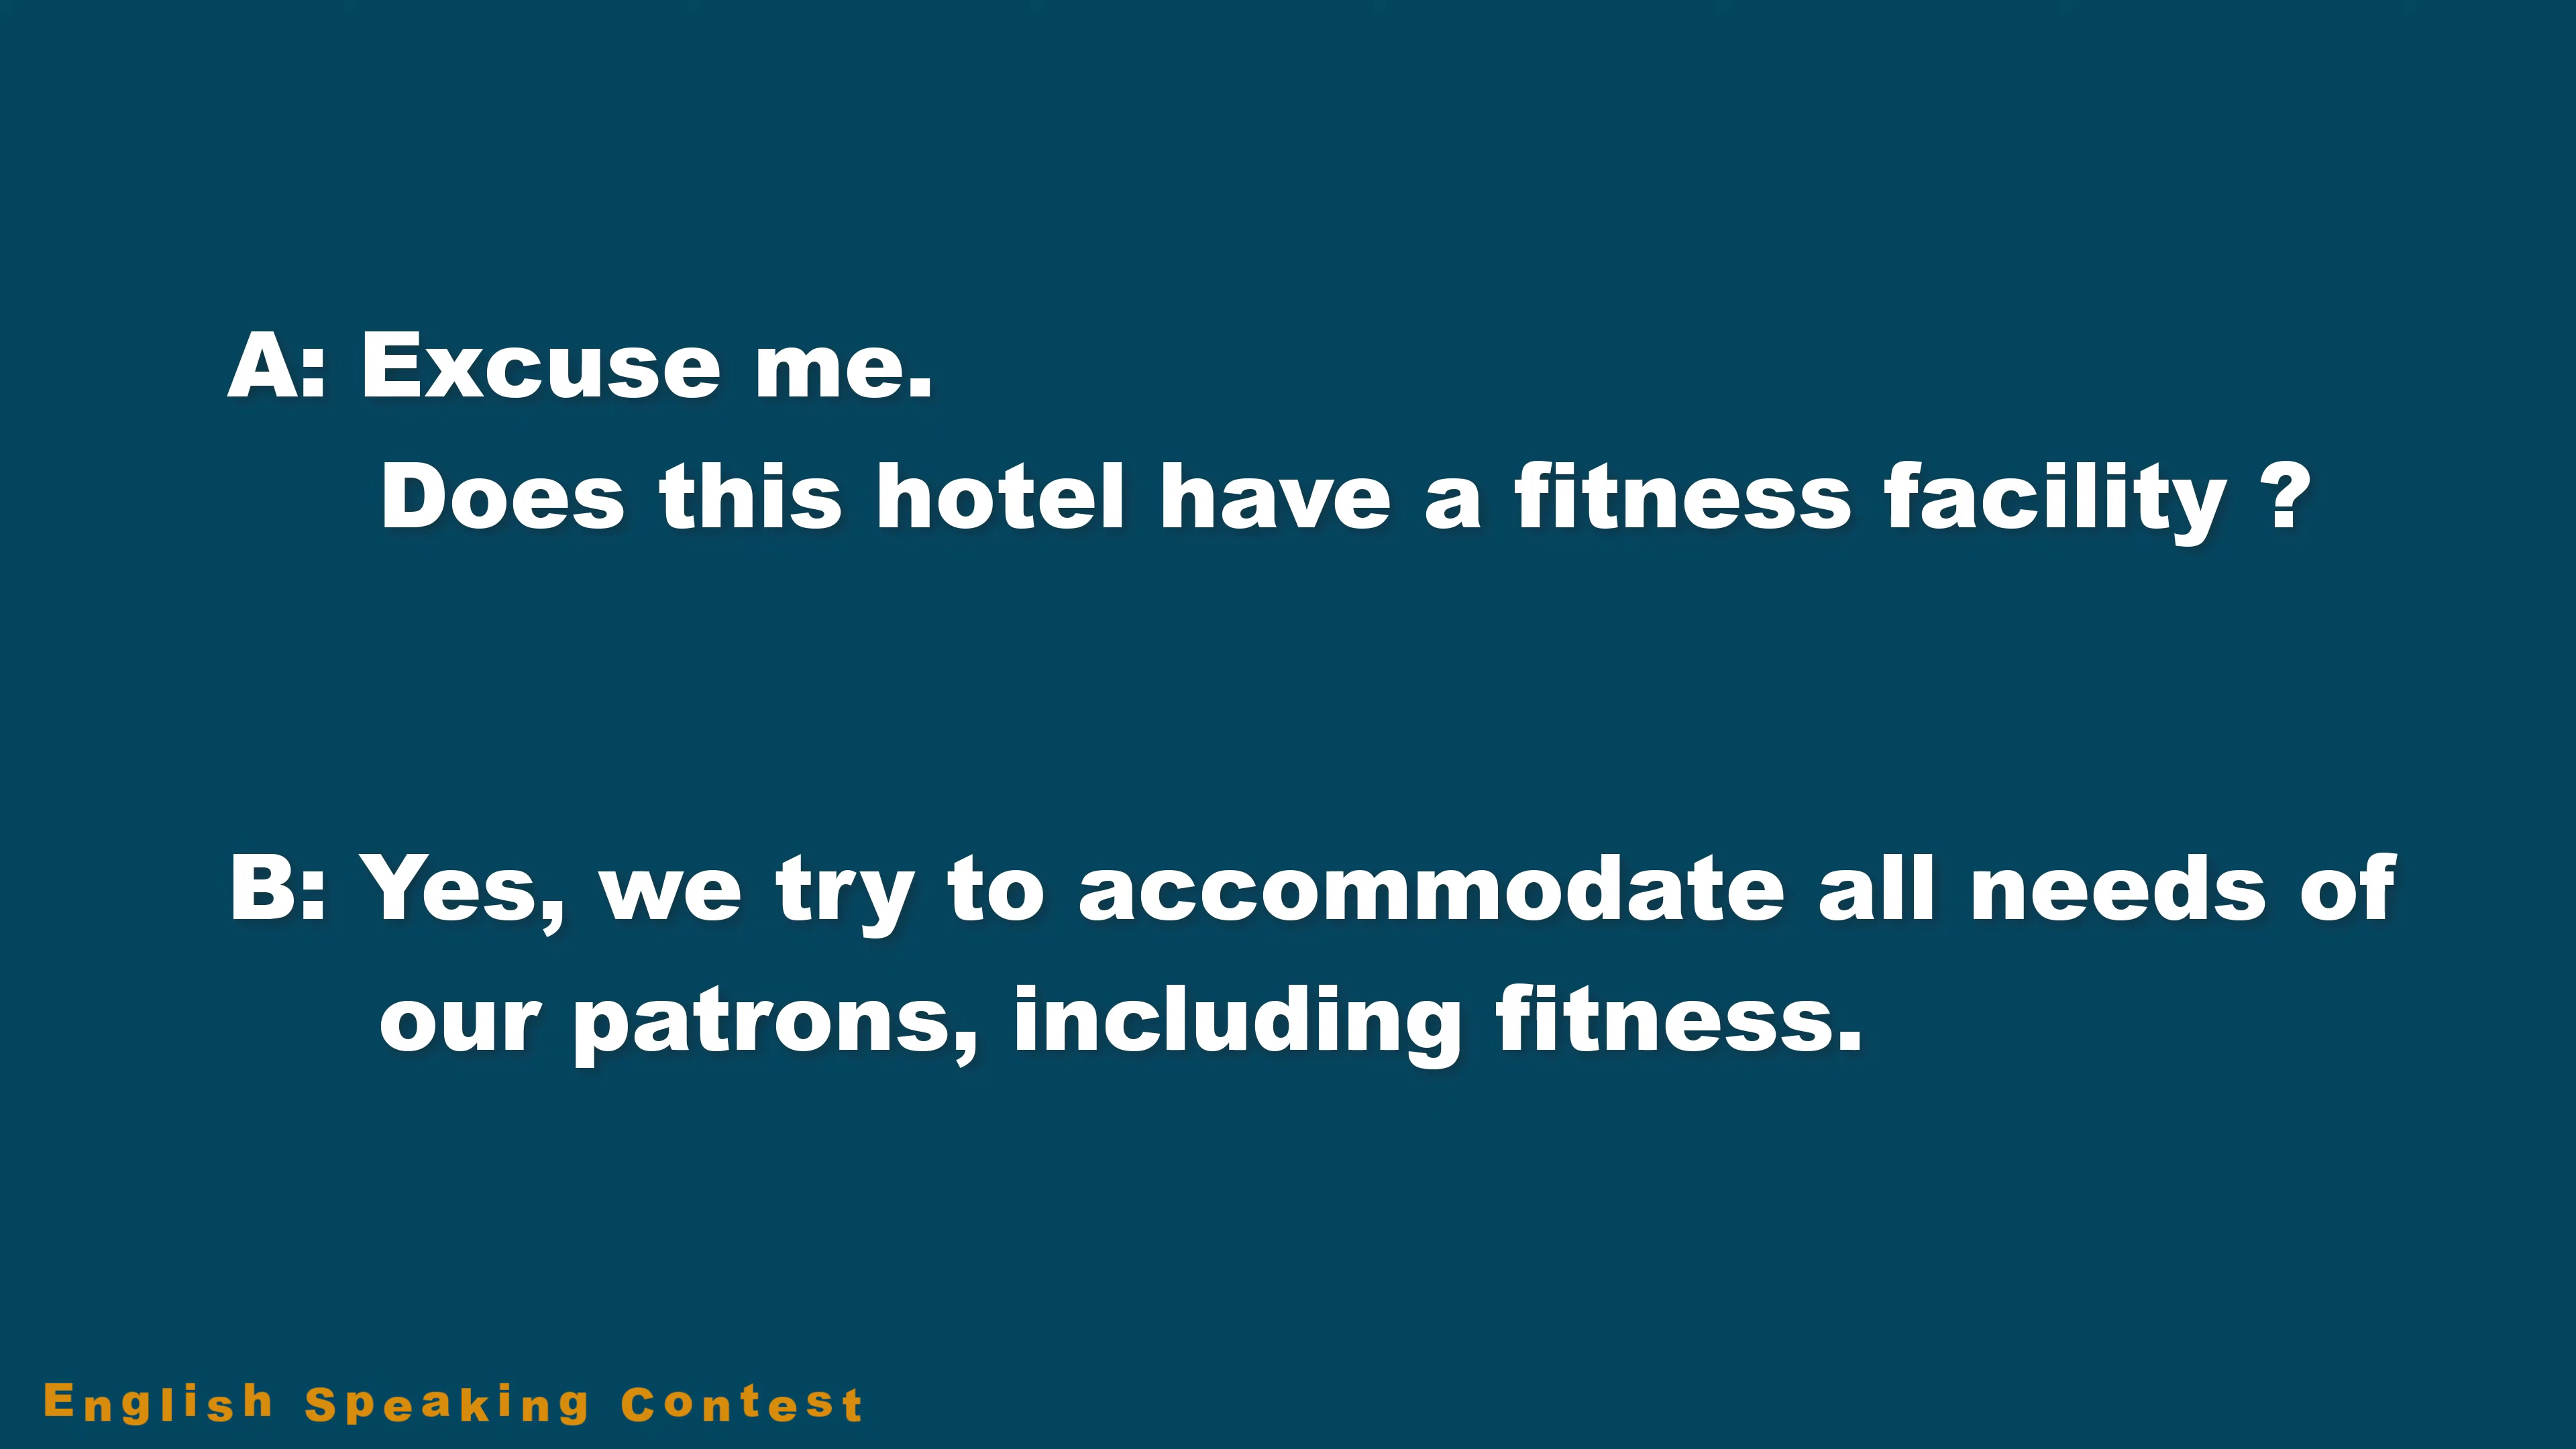 A: Excuse me.
Does this hotel have a fitness facility ?
B: Yes, we try to accommodate all needs of
our patrons, including fitness.
English Speaking Contest